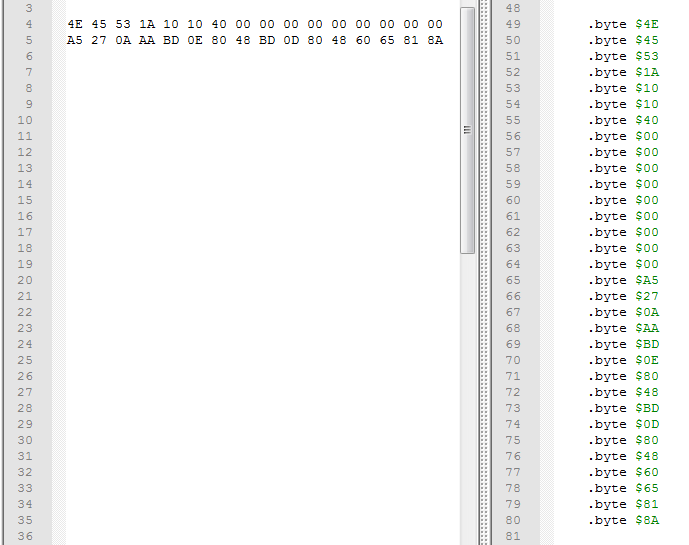 3
4 4E 45 53 1A 10 10 40 00 00 00 00 00 00 00 00 00
5 A5 27 0A AA BD 0E 80 48 BD 0D 80 48 60 65 81 8A
6
7
8
9
10
11
12
13
14
15
16
17
18
19
20
21
22
23
24
25
26
27
28
29
30
31
32
33
34
35
36
48
49 .byte $4E
50 .byte $45
51 .byte $53
52 .byte $1A
53 .byte $10
54 .byte $10
55 .byte $40
56 .byte $00
57 .byte $00
58 .byte $00
59 .byte $00
60 .byte $00
61 .byte $00
62 .byte $00
63 .byte $00
64 .byte $00
65 .byte $A5
66 .byte $27
67 .byte $0A
68 .byte $AA
69 .byte $BD
70 .byte $0E
71 .byte $80
72 .byte $48
73 .byte $BD
74 .byte $0D
75 .byte $80
76 .byte $48
77 .byte $60
78 .byte $65
79 .byte $81
80 .byte $8A
81